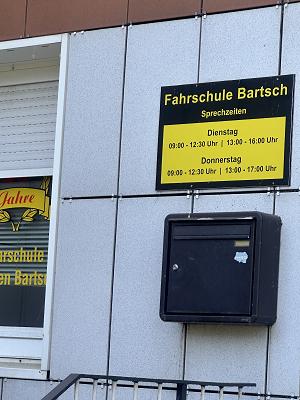 Fahrschule Bartsch
Sprechzeiten
Dienstag
09:00 - 12:30 Uhr | 13:00 - 16:00 Uhr
Donnerstag
09:00 - 12:30 Uhr | 13:00 - 17:00 Uhr
Jahre
Bartsch